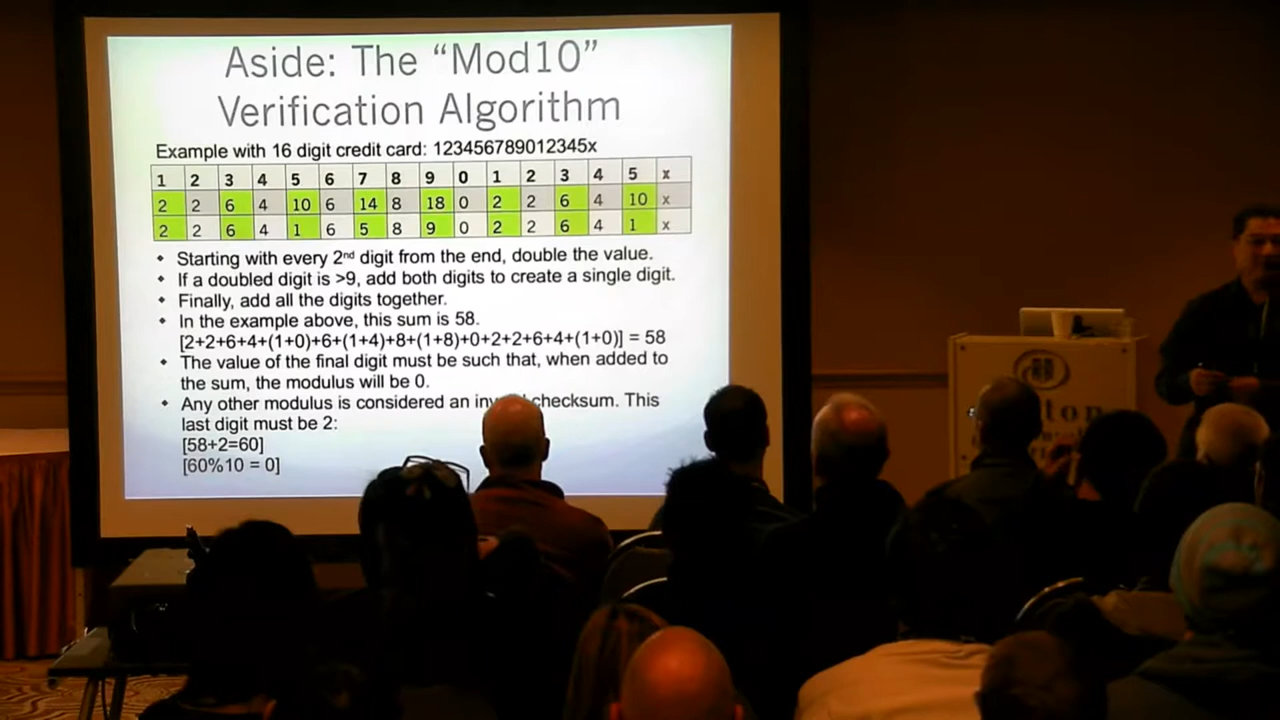 Aside: The “Mod10”
Verification Algorithm
Example with 16 digit credit card: 123456789012345x
1 2 3 4 5 6 7 8 9 0 1 2 3 4 5 x
2 2 6 4 10 6 14 8 18 0 2 2 6 4 10 x
2 2 6 4 1 6 5 8 9 0 2 2 6 4 1 x
• Starting with every 2nd digit from the end, double the value.
• If a doubled digit is >9, add both digits to create a single digit.
• Finally, add all the digits together.
• In the example above, this sum is 58.
[2+2+6+4+(1+0)+6+(1+4)+8+(1+8)+0+2+2+6+4+(1+0)] = 58
• The value of the final digit must be such that, when added to
the sum, the modulus will be 0.
• Any other modulus is considered an checksum. This
last digit must be 2:
[58+2=60]
[60%10 = 0]